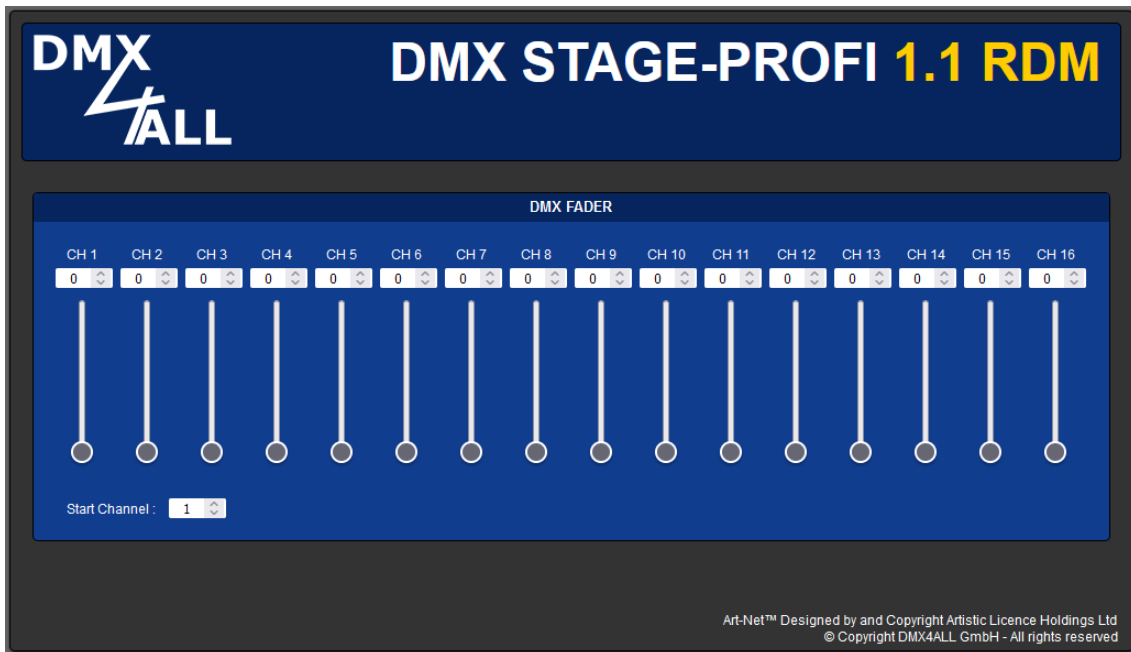 DMX
4ALL
DMX STAGE-PROFI 1.1 RDM
DMX FADER
CH 1 CH 2 CH 3 CH 4 CH 5 CH 6 CH 7 CH 8 CH 9 CH 10 CH 11 CH 12 CH 13 CH 14 CH 15 CH 16
0 0 0 0 0 0 0 0 0 0 0 0 0 0 0 0
Start Channel : 1
Art-Net™ Designed by and Copyright Artistic Licence Holdings Ltd
© Copyright DMX4ALL GmbH - All rights reserved